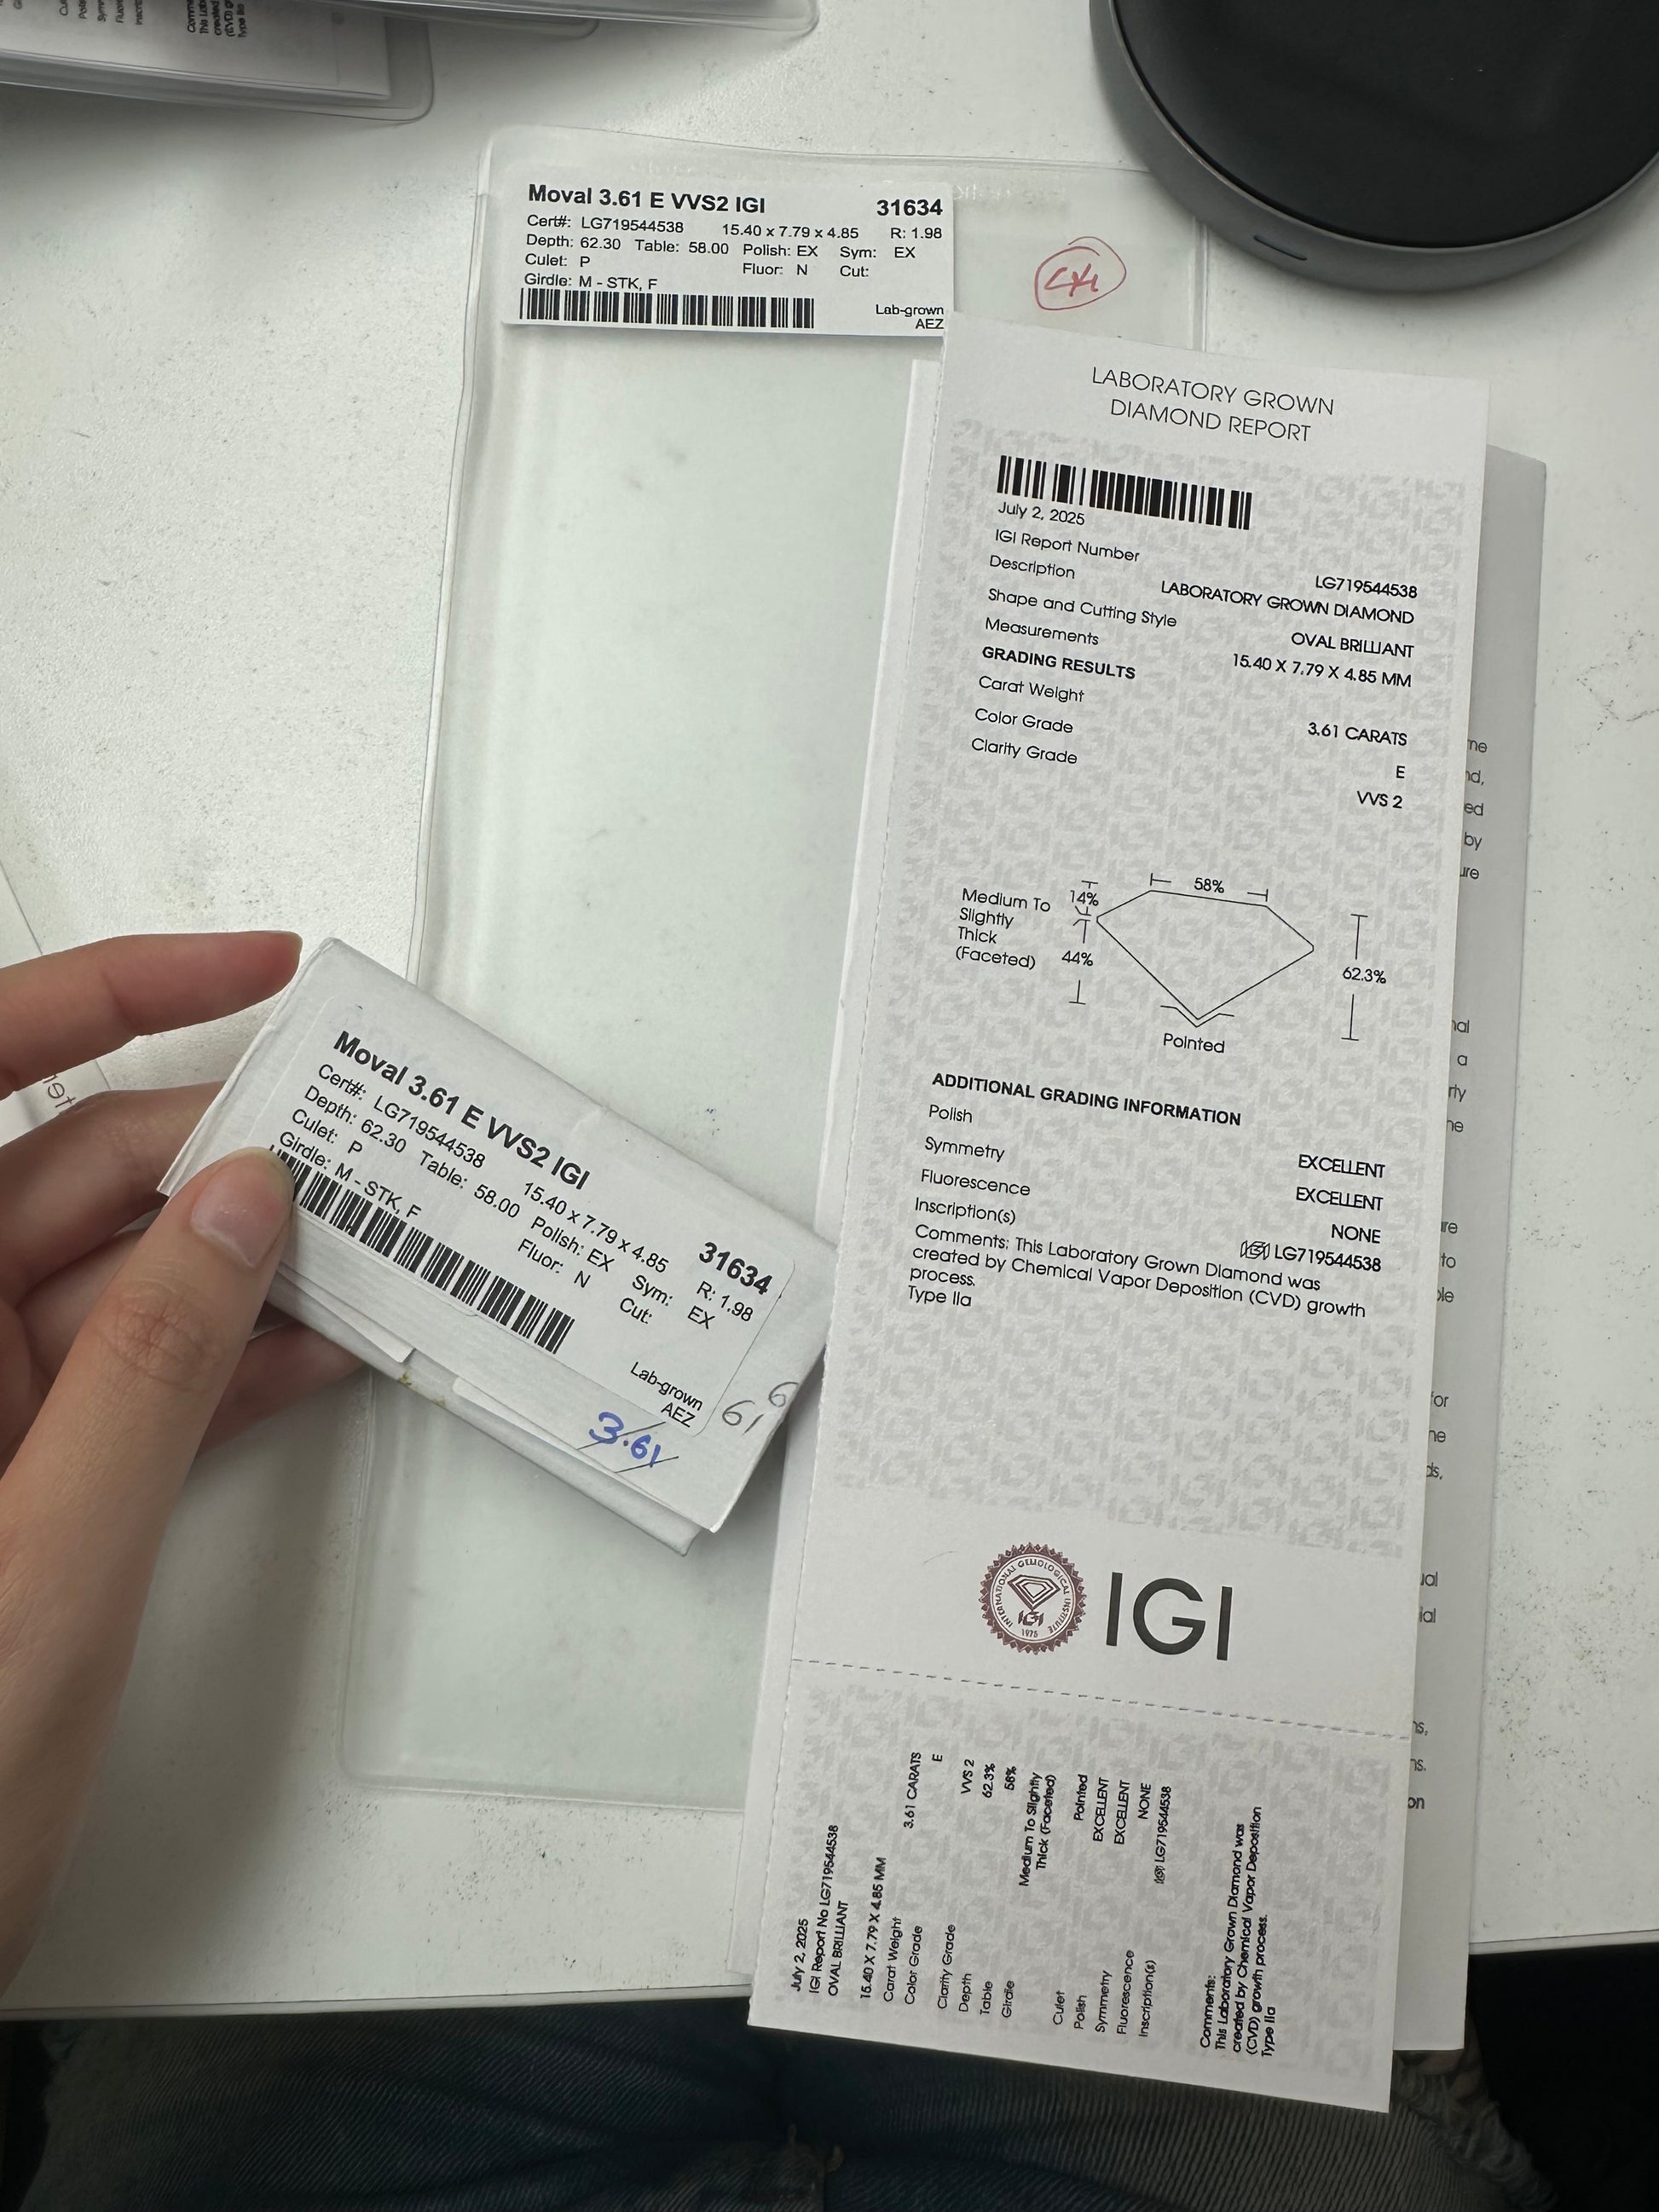 Moval 3.61 E VVS2 IGI 31634
Cert#: LG719544538 15.40 x 7.79 x 4.85 R: 1.98
Depth: 62.30 Table: 58.00 Polish: EX Sym: EX
Culet: P Fluor: N Cut:
Girdle: M - STK, F
Lab-grown
AEZ
LABORATORY GROWN
DIAMOND REPORT
July 2, 2025
IGI Report Number LG719544538
Description LABORATORY GROWN DIAMOND
Shape and Cutting Style OVAL BRILLIANT
Measurements 15.40 X 7.79 X 4.85 MM
GRADING RESULTS
Carat Weight 3.61 CARATS
Color Grade E
Clarity Grade VVS 2
58%
14%
Medium To
Slightly
Thick
(Faceted)
44%
62.3%
Pointed
ADDITIONAL GRADING INFORMATION
Polish EXCELLENT
Symmetry EXCELLENT
Fluorescence NONE
Inscription(s) IGI LG719544538
Comments: This Laboratory Grown Diamond was
created by Chemical Vapor Deposition (CVD) growth
process.
Type IIa
INTERNATIONAL GEMOLOGICAL INSTITUTE
IGI
1975
IGI
July 2, 2025
IGI Report No LG719544538
OVAL BRILLIANT
15.40 X 7.79 X 4.85 MM
Carat Weight 3.61 CARATS
Color Grade E
Clarity Grade VVS 2
Depth 62.3%
Table 58%
Girdle Medium To Slightly
Thick (Faceted)
Culet Pointed
Polish EXCELLENT
Symmetry EXCELLENT
Fluorescence NONE
Inscription(s) IGI LG719544538
Comments:
This Laboratory Grown Diamond was
created by Chemical Vapor Deposition
(CVD) growth process.
Type IIa
Moval 3.61 E VVS2 IGI 31634
Cert#: LG719544538 15.40 x 7.79 x 4.85 R: 1.98
Depth: 62.30 Table: 58.00 Polish: EX Sym: EX
Culet: P Fluor: N Cut:
Girdle: M - STK, F
Lab-grown
AEZ
3.61
61
6